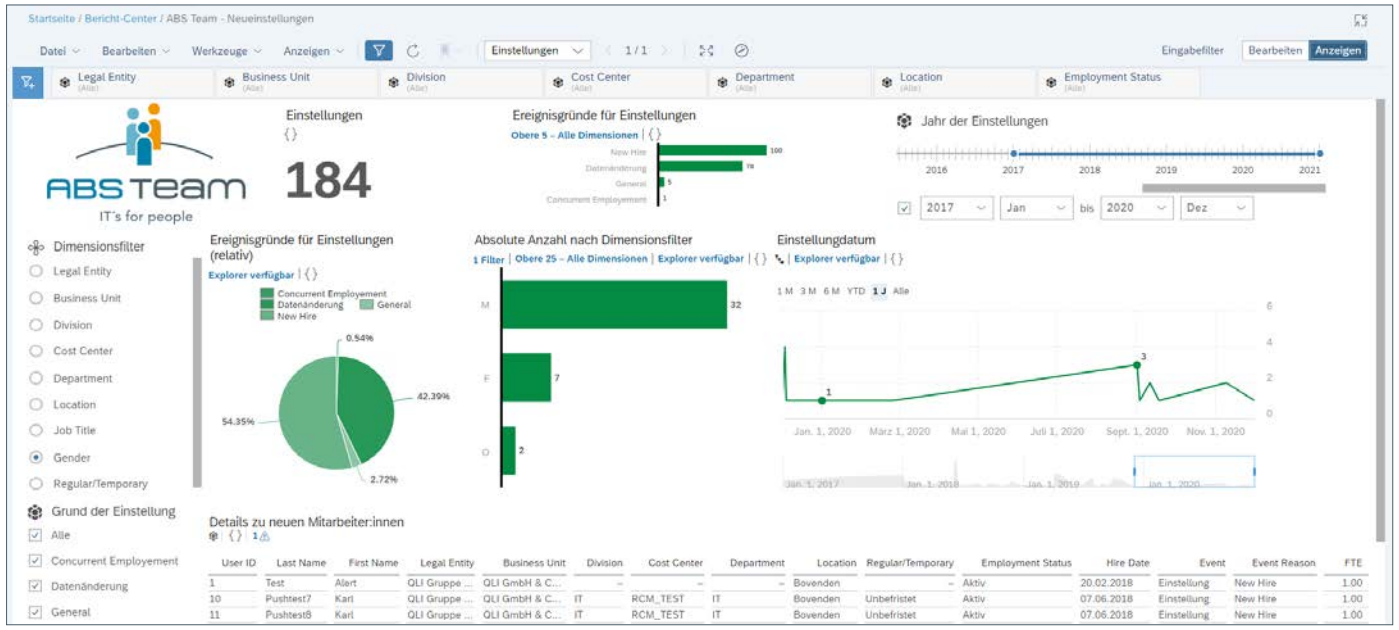 Startseite / Bericht-Center / ABS Team - Neueinstellungen
Datei Bearbeiten Werkzeuge Anzeigen Einstellungen 1/1 Eingabefilter Bearbeiten Anzeigen
Legal Entity Business Unit Division Cost Center Department Location Employment Status
(Alle) (Alle) (Alle) (Alle) (Alle) (Alle) (Alle)
ABS TEAM
IT´s for people
Einstellungen
{}
184
Ereignisgründe für Einstellungen
Obere 5 – Alle Dimensionen | {}
New Hire 100
Datenänderung 78
General 5
Concurrent Employement 1
Jahr der Einstellungen
2016 2017 2018 2019 2020 2021
2017 Jan bis 2020 Dez
Dimensionsfilter
Legal Entity
Business Unit
Division
Cost Center
Department
Location
Job Title
Gender
Regular/Temporary
Grund der Einstellung
Alle
Concurrent Employement
Datenänderung
General
Ereignisgründe für Einstellungen
(relativ)
Explorer verfügbar | {}
Concurrent Employement
Datenänderung General
New Hire
0.54%
42.39%
54.35%
2.72%
Absolute Anzahl nach Dimensionsfilter
1 Filter | Obere 25 – Alle Dimensionen | Explorer verfügbar | {}
M 32
F 7
O 2
Einstellungdatum
| Explorer verfügbar | {}
1 M 3 M 6 M YTD 1 J Alle
6
4
3
2
1
0
Jan. 1, 2020 März 1, 2020 Mai 1, 2020 Juli 1, 2020 Sept. 1, 2020 Nov. 1, 2020
Jan. 1, 2017 Jan. 1, 2018 Jan. 1, 2019 Jan. 1, 2020
Details zu neuen Mitarbeiter:innen
| {} | 1
User ID Last Name First Name Legal Entity Business Unit Division Cost Center Department Location Regular/Temporary Employment Status Hire Date Event Event Reason FTE
1 Test Alert QLI Gruppe ... QLI GmbH & C... – – – Bovenden – Aktiv 20.02.2018 Einstellung New Hire 1.00
10 Pushtest7 Karl QLI Gruppe ... QLI GmbH & C... IT RCM_TEST IT Bovenden Unbefristet Aktiv 07.06.2018 Einstellung New Hire 1.00
11 Pushtest8 Karl QLI Gruppe ... QLI GmbH & C... IT RCM_TEST IT Bovenden Unbefristet Aktiv 07.06.2018 Einstellung New Hire 1.00